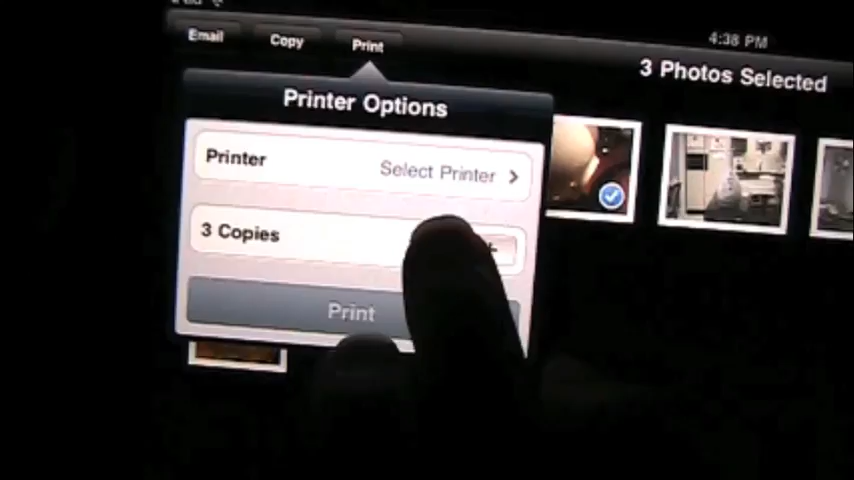 Email
Copy
Print
4:38 PM
3 Photos Selected
Printer Options
Printer
Select Printer
3 Copies
+
Print